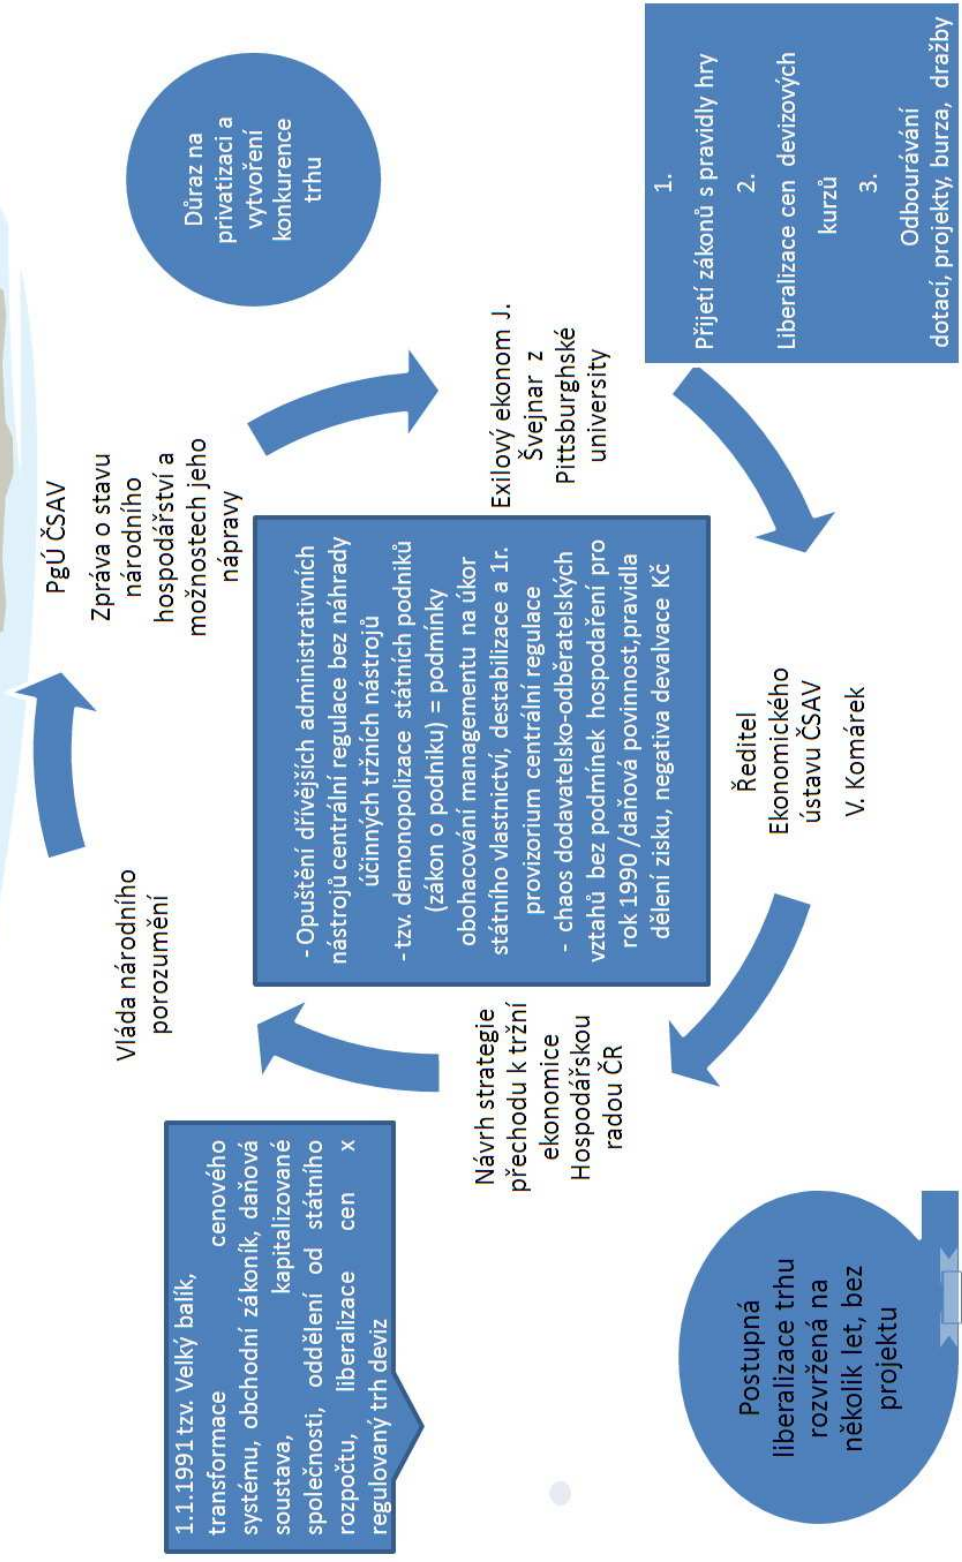 PgÚ ČSAV
Zpráva o stavu
národního
hospodářství a
možnostech jeho
nápravy
Důraz na
privatizaci a
vytvoření
konkurence
trhu
Exilový ekonom J.
Švejnar z
Pittsburghské
university
1.
Přijetí zákonů s pravidly hry
2.
Liberalizace cen devizových
kurzů
3.
Odbourávání
dotací, projekty, burza, dražby
Ředitel
Ekonomického
ústavu ČSAV
V. Komárek
Návrh strategie
přechodu k tržní
ekonomice
Hospodářskou
radou ČR
Postupná
liberalizace trhu
rozvržená na
několik let, bez
projektu
Vláda národního
porozumění
1.1.1991 tzv. Velký balík,
transformace cenového
systému, obchodní zákoník, daňová
soustava, kapitalizované
společnosti, oddělení od státního
rozpočtu, liberalizace cen x
regulovaný trh deviz
- Opuštění dřívějších administrativních
nástrojů centrální regulace bez náhrady
účinných tržních nástrojů
- tzv. demonopolizace státních podniků
(zákon o podniku) = podmínky
obohacování managementu na úkor
státního vlastnictví, destabilizace a 1r.
provizorium centrální regulace
- chaos dodavatelsko-odběratelských
vztahů bez podmínek hospodaření pro
rok 1990 /daňová povinnost,pravidla
dělení zisku, negativa devalvace Kč